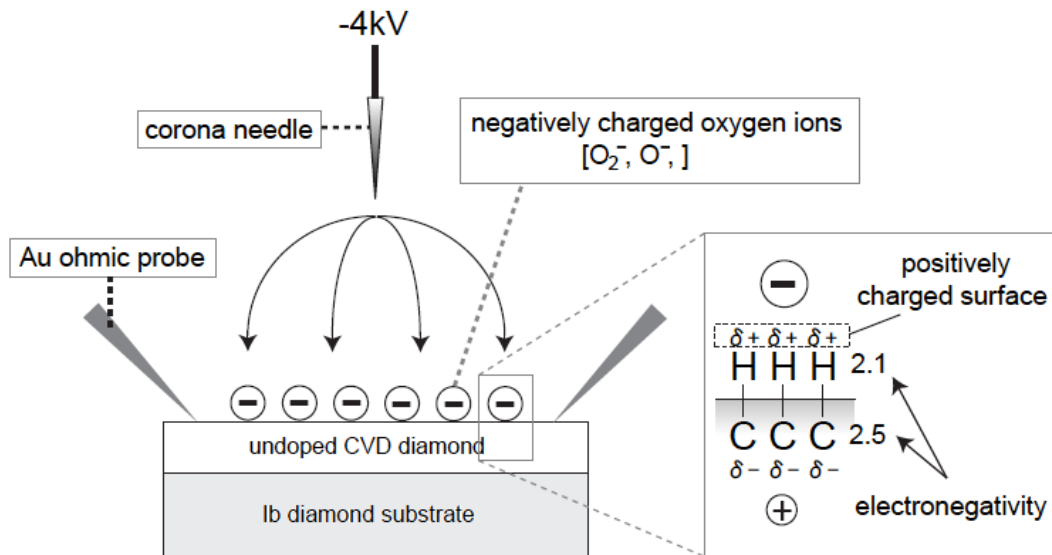 -4kV
corona needle
negatively charged oxygen ions
[O₂⁻, O⁻, ]
Au ohmic probe
positively
charged surface
δ+ δ+ δ+
H H H 2.1
C C C 2.5
δ− δ− δ−
electronegativity
undoped CVD diamond
Ib diamond substrate